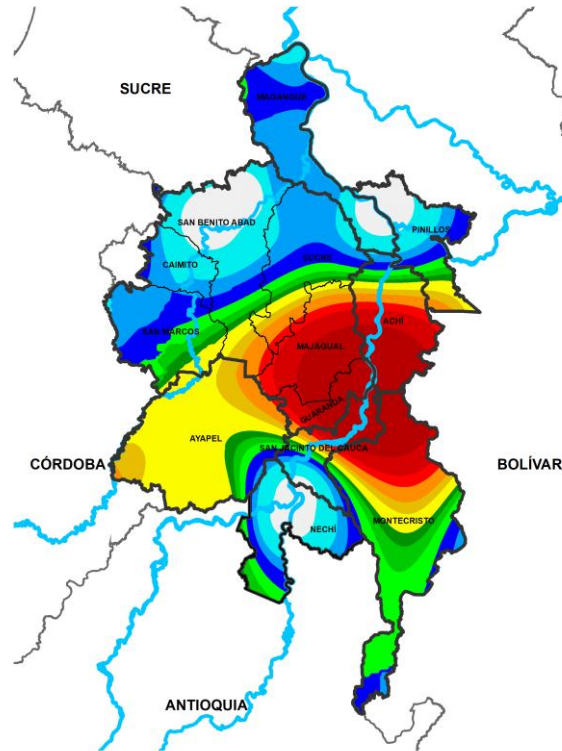 SUCRE
MAGANGUÉ
SAN BENITO ABAD
PINILLOS
CAIMITO
SUCRE
SAN MARCOS
ACHÍ
MAJAGUAL
GUARANDA
AYAPEL
SAN JACINTO DEL CAUCA
CÓRDOBA
BOLÍVAR
MONTECRISTO
NECHÍ
ANTIOQUIA